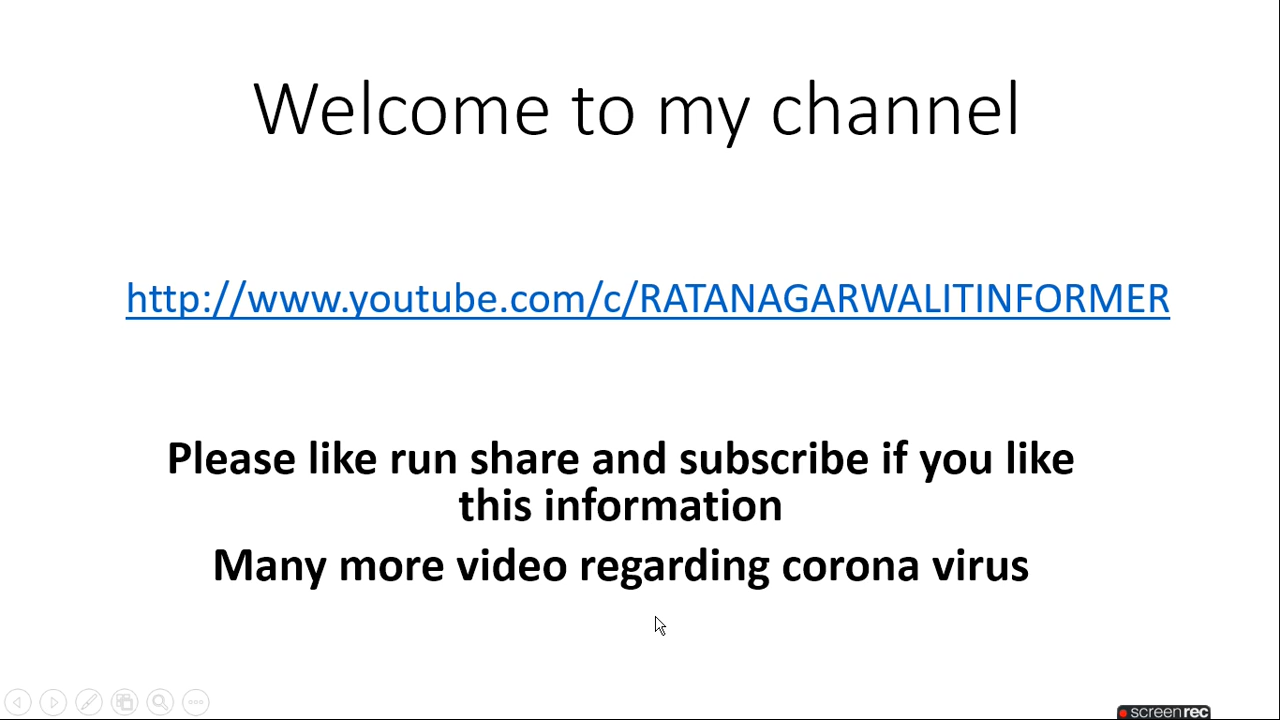 Welcome to my channel
http://www.youtube.com/c/RATANAGARWALITINFORMER
Please like run share and subscribe if you like
this information
Many more video regarding corona virus
screenrec